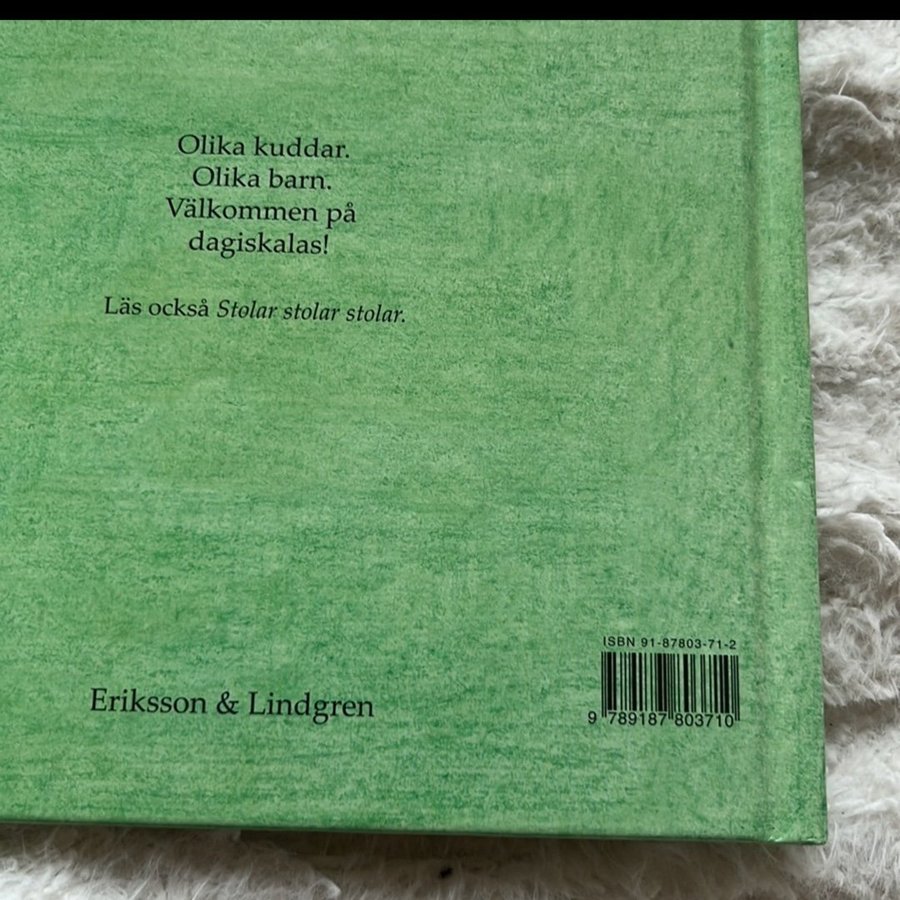 Olika kuddar.
Olika barn.
Välkommen på
dagiskalas!
Läs också Stolar stolar stolar.
ISBN 91-87803-71-2
Eriksson & Lindgren
9 789187 803710